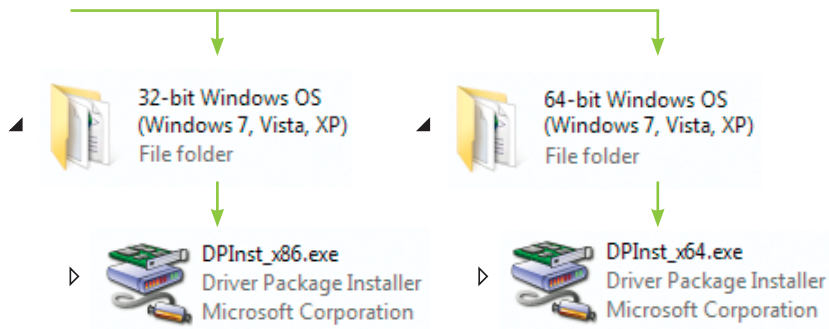 32-bit Windows OS
(Windows 7, Vista, XP)
File folder
64-bit Windows OS
(Windows 7, Vista, XP)
File folder
DPInst_x86.exe
Driver Package Installer
Microsoft Corporation
DPInst_x64.exe
Driver Package Installer
Microsoft Corporation